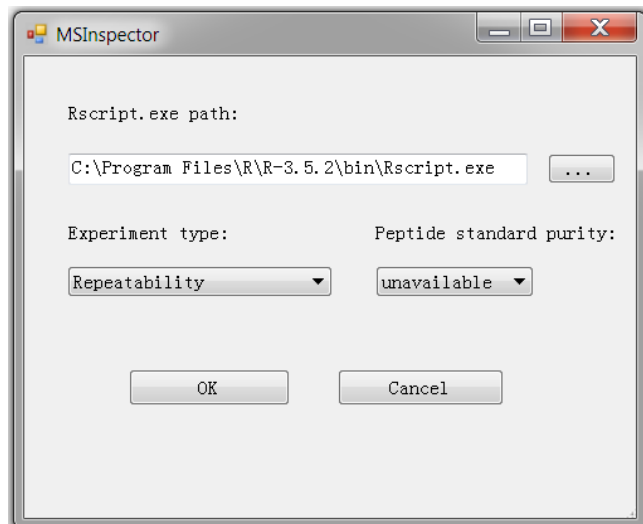 MSInspector
Rscript.exe path:
C:\Program Files\R\R-3.5.2\bin\Rscript.exe ...
Experiment type: Peptide standard purity:
Repeatability unavailable
OK Cancel